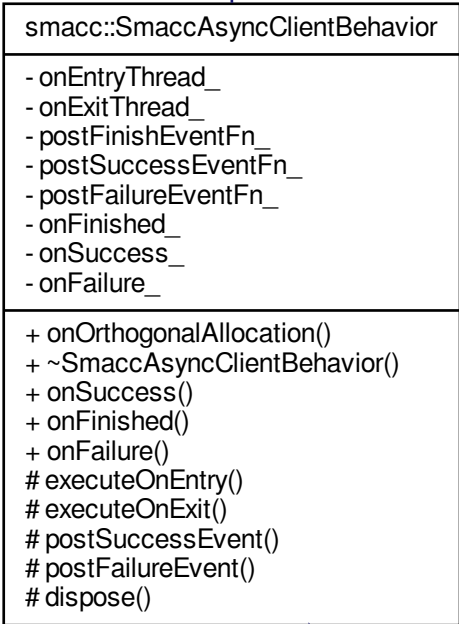 smacc::SmaccAsyncClientBehavior
- onEntryThread_
- onExitThread_
- postFinishEventFn_
- postSuccessEventFn_
- postFailureEventFn_
- onFinished_
- onSuccess_
- onFailure_
+ onOrthogonalAllocation()
+ ~SmaccAsyncClientBehavior()
+ onSuccess()
+ onFinished()
+ onFailure()
# executeOnEntry()
# executeOnExit()
# postSuccessEvent()
# postFailureEvent()
# dispose()